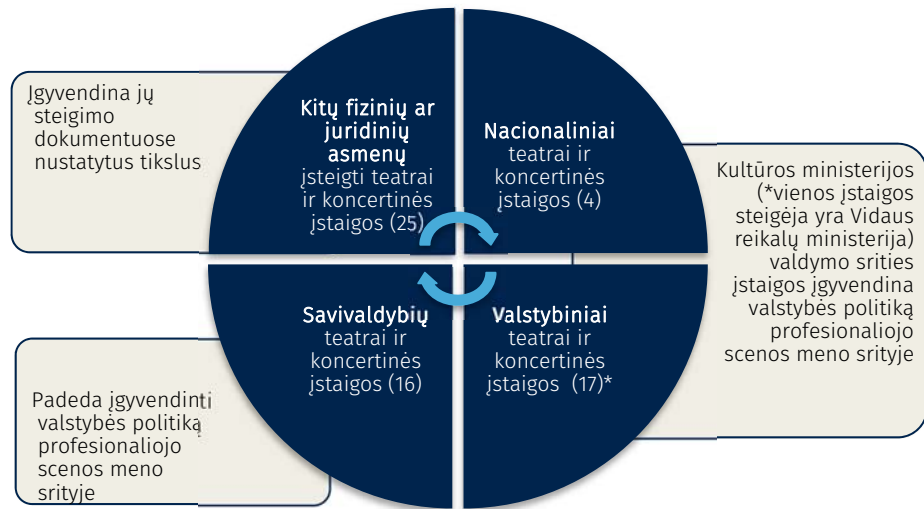 Įgyvendina jų
steigimo
dokumentuose
nustatytus tikslus
Kitų fizinių ar
juridinių
asmenų
įsteigti teatrai
ir koncertinės
įstaigos (25)
Nacionaliniai
teatrai ir
koncertinės
įstaigos (4)
Kultūros ministerijos
(*vienos įstaigos
steigėja yra Vidaus
reikalų ministerija)
valdymo srities
įstaigos įgyvendina
valstybės politiką
profesionaliojo
scenos meno srityje
Savivaldybių
teatrai ir
koncertinės
įstaigos (16)
Valstybiniai
teatrai ir
koncertinės
įstaigos (17)*
Padeda įgyvendinti
valstybės politiką
profesionaliojo
scenos meno
srityje